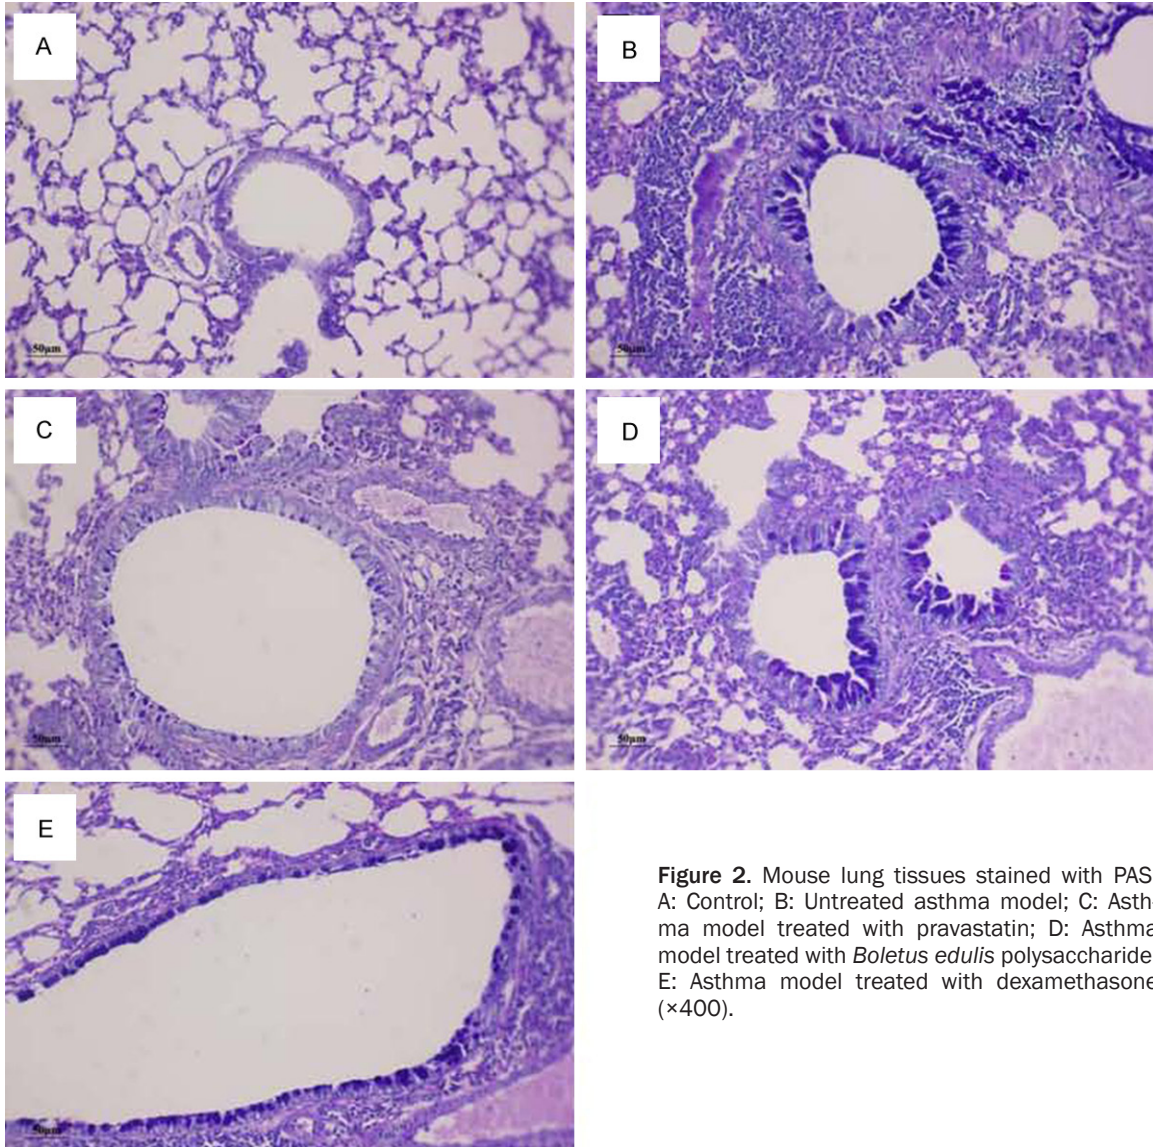 A
B
50µm
50µm
C
D
50µm
50µm
E
50µm
Figure 2. Mouse lung tissues stained with PAS.
A: Control; B: Untreated asthma model; C: Asth-
ma model treated with pravastatin; D: Asthma
model treated with Boletus edulis polysaccharide;
E: Asthma model treated with dexamethasone
(×400).